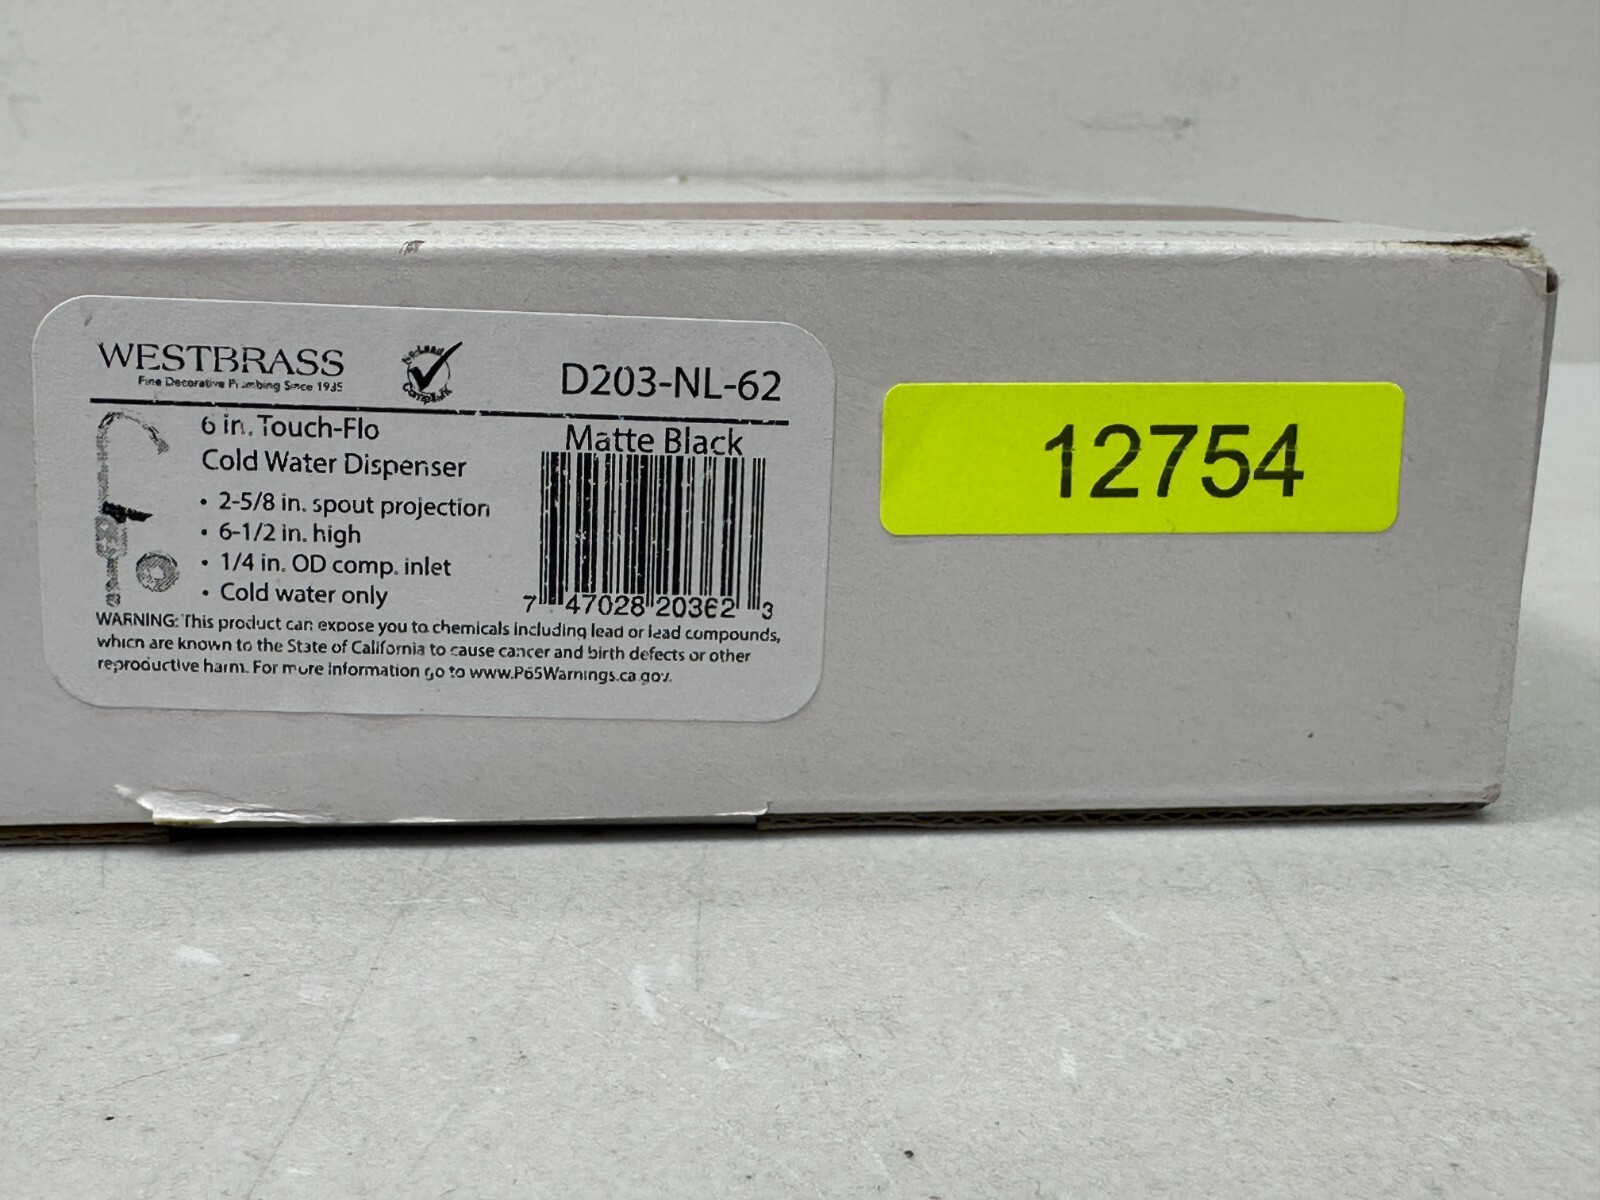 WESTBRASS
Fine Decorative Plumbing Since 1935
No-Lead
Compliant
D203-NL-62
6 in. Touch-Flo
Cold Water Dispenser
• 2-5/8 in. spout projection
• 6-1/2 in. high
• 1/4 in. OD comp. inlet
• Cold water only
Matte Black
7 47028 20362 3
WARNING: This product can expose you to chemicals including lead or lead compounds,
which are known to the State of California to cause cancer and birth defects or other
reproductive harm. For more information go to www.P65Warnings.ca.gov.
12754